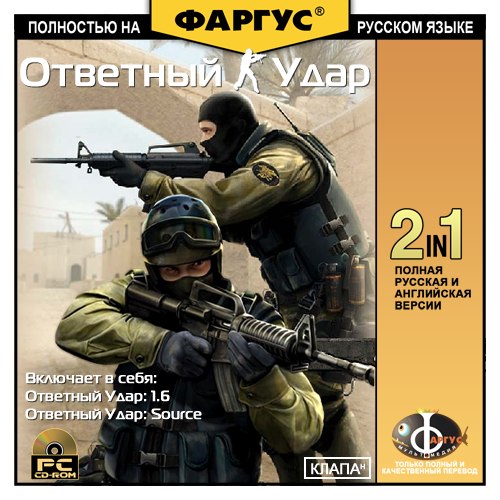 ПОЛНОСТЬЮ НА ФАРГУС® РУССКОМ ЯЗЫКЕ
Ответный Удар
2IN1
ПОЛНАЯ
РУССКАЯ И
АНГЛИЙСКАЯ
ВЕРСИИ
Включает в себя:
Ответный Удар: 1.6
Ответный Удар: Source
PC
CD-ROM
КЛАПАН
ФАРГУС
МУЛЬТИМЕДИА
ТОЛЬКО ПОЛНЫЙ И
КАЧЕСТВЕННЫЙ ПЕРЕВОД